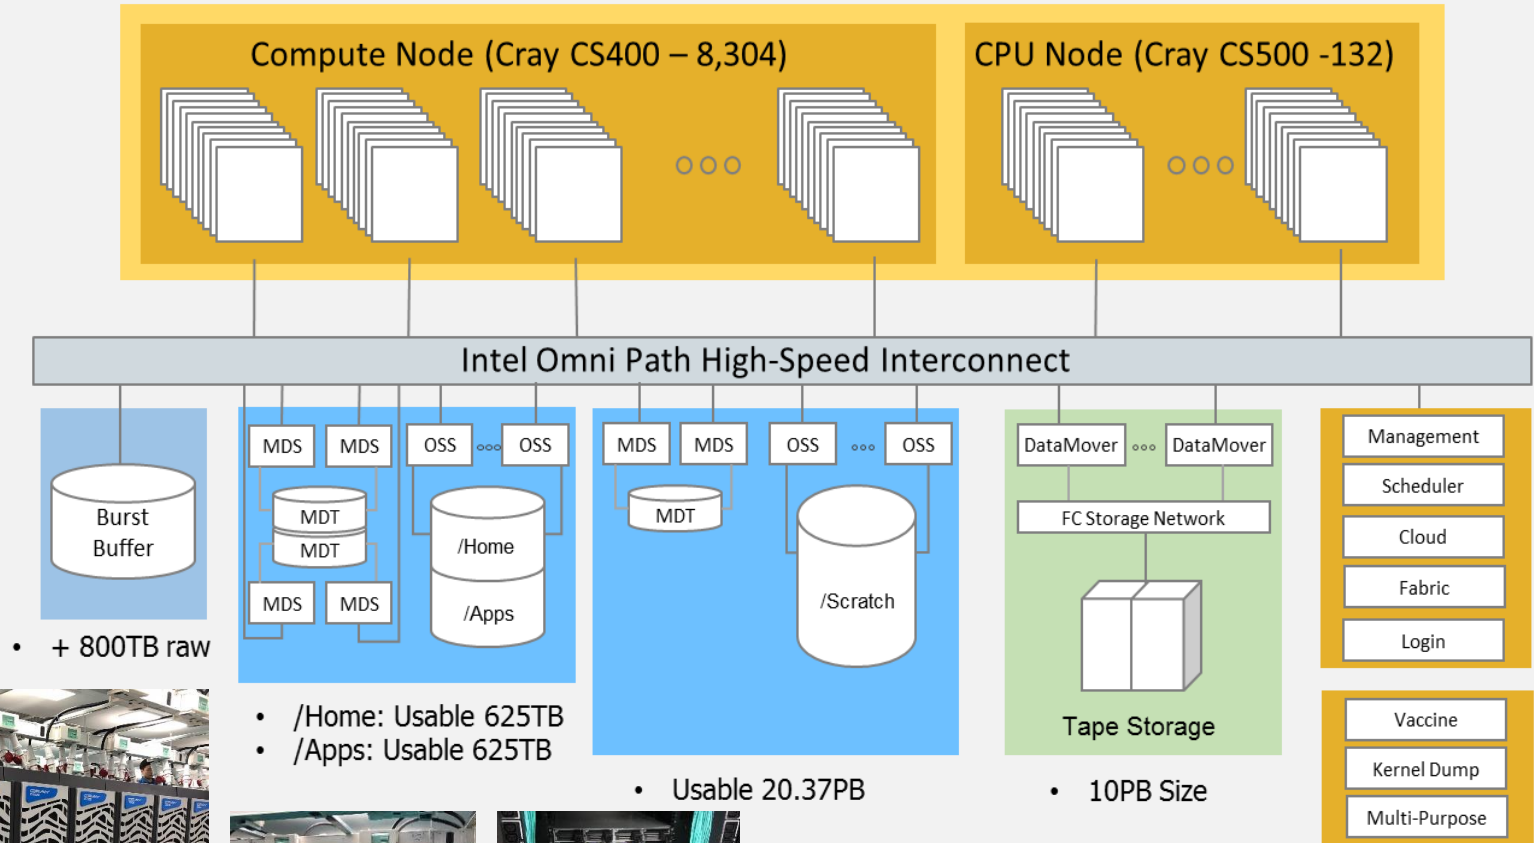 Compute Node (Cray CS400 – 8,304)
CPU Node (Cray CS500 -132)
Intel Omni Path High-Speed Interconnect
Burst
Buffer
• + 800TB raw
MDS
MDS
OSS
ooo
OSS
MDT
MDT
MDS
MDS
/Home
/Apps
• /Home: Usable 625TB
• /Apps: Usable 625TB
MDS
MDS
OSS
ooo
OSS
MDT
/Scratch
• Usable 20.37PB
DataMover
ooo
DataMover
FC Storage Network
Tape Storage
• 10PB Size
Management
Scheduler
Cloud
Fabric
Login
Vaccine
Kernel Dump
Multi-Purpose